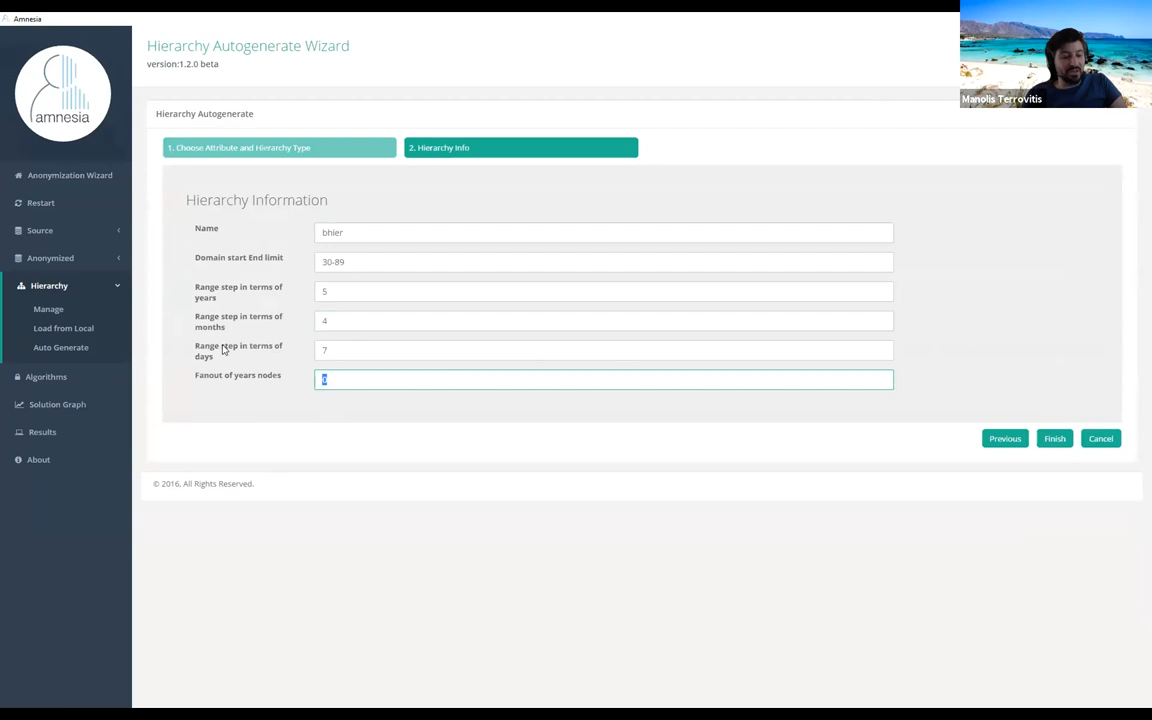 Amnesia
Hierarchy Autogenerate Wizard
version:1.2.0 beta
Manolis Terrovitis
amnesia
Hierarchy Autogenerate
1. Choose Attribute and Hierarchy Type
2. Hierarchy Info
Anonymization Wizard
Restart
Source
Anonymized
Hierarchy
Manage
Load from Local
Auto Generate
Algorithms
Solution Graph
Results
About
Hierarchy Information
Name
bhier
Domain start End limit
30-89
Range step in terms of
years
5
Range step in terms of
months
4
Range step in terms of
days
7
Fanout of years nodes
0
Previous
Finish
Cancel
© 2016, All Rights Reserved.